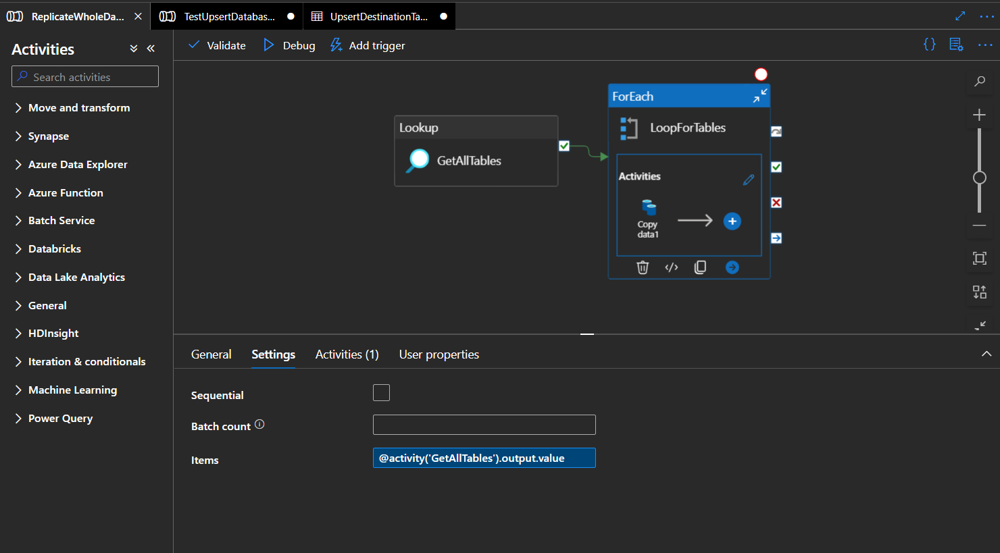 ReplicateWholeDa...
TestUpsertDatabas...
UpsertDestinationTa...
Activities
Search activities
Move and transform
Synapse
Azure Data Explorer
Azure Function
Batch Service
Databricks
Data Lake Analytics
General
HDInsight
Iteration & conditionals
Machine Learning
Power Query
Validate
Debug
Add trigger
Lookup
GetAllTables
ForEach
LoopForTables
Activities
Copy
data1
General
Settings
Activities (1)
User properties
Sequential
Batch count
Items
@activity('GetAllTables').output.value